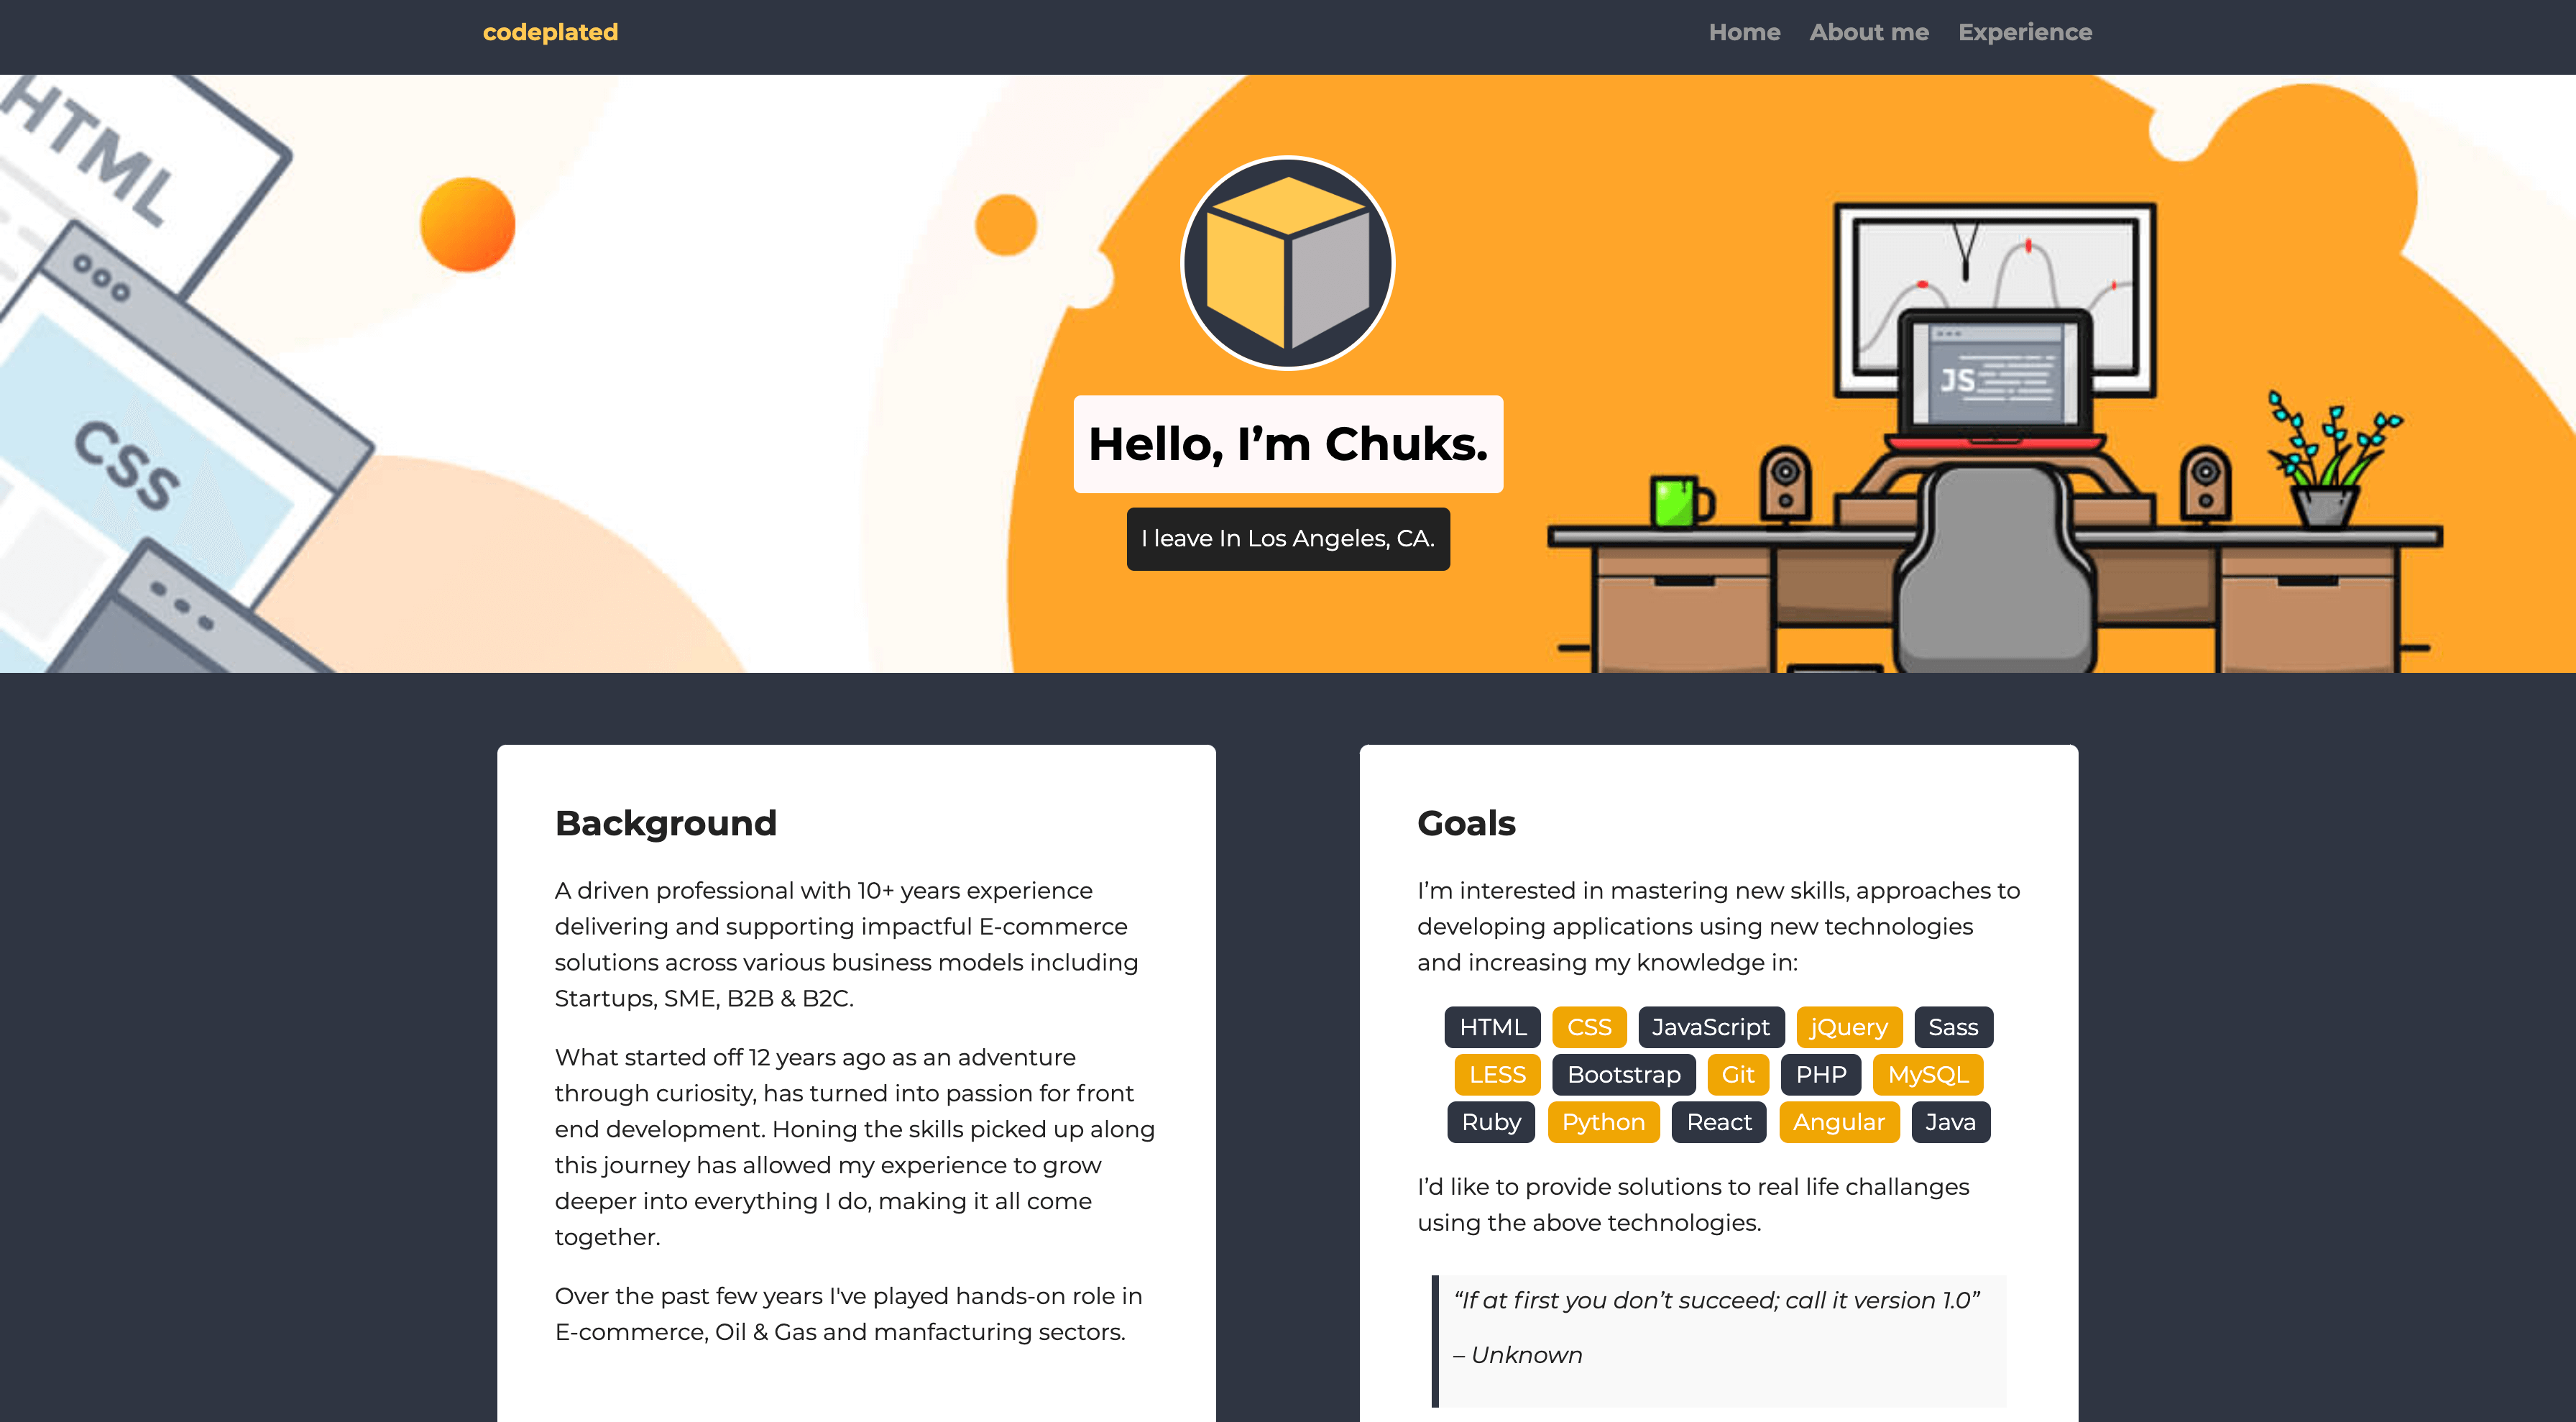 codeplated
Home About me Experience
HTML
CSS
JS
Hello, I’m Chuks.
I leave In Los Angeles, CA.
Background
A driven professional with 10+ years experience
delivering and supporting impactful E-commerce
solutions across various business models including
Startups, SME, B2B & B2C.
What started off 12 years ago as an adventure
through curiosity, has turned into passion for front
end development. Honing the skills picked up along
this journey has allowed my experience to grow
deeper into everything I do, making it all come
together.
Over the past few years I've played hands-on role in
E-commerce, Oil & Gas and manfacturing sectors.
Goals
I’m interested in mastering new skills, approaches to
developing applications using new technologies
and increasing my knowledge in:
HTML CSS JavaScript jQuery Sass
LESS Bootstrap Git PHP MySQL
Ruby Python React Angular Java
I’d like to provide solutions to real life challanges
using the above technologies.
“If at first you don’t succeed; call it version 1.0”
– Unknown